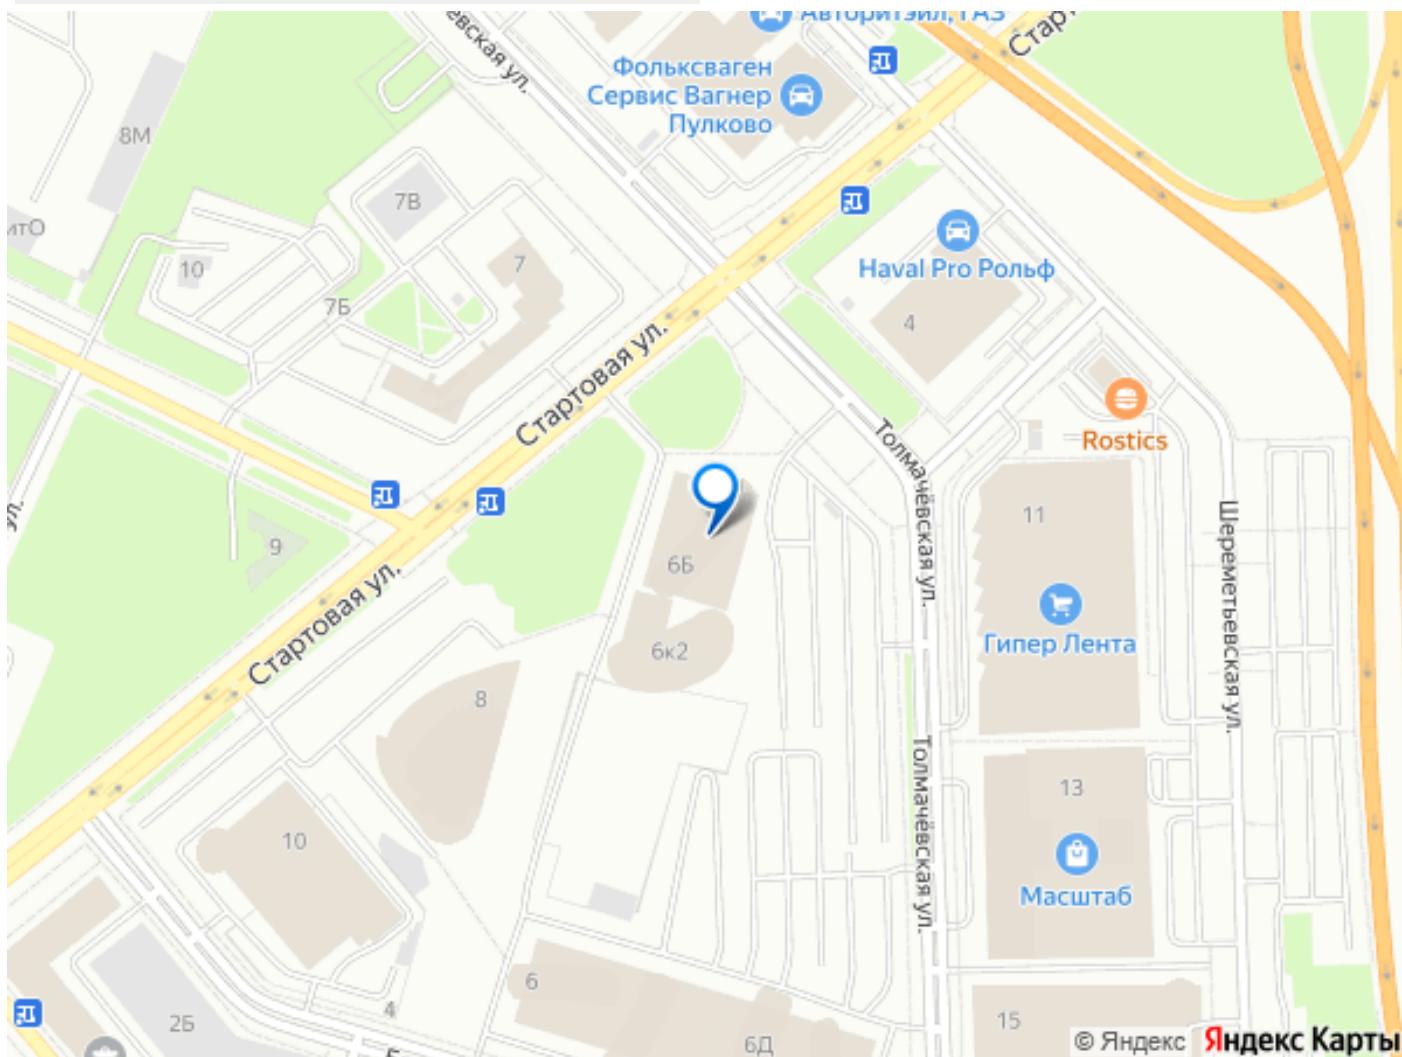 Авторитэйл, ГАЗ
Фольксваген
Сервис Вагнер
Пулково
8М
7В
10
7Б
7
Haval Pro Рольф
4
Стартовая ул.
Rostics
Толмачёвская ул.
11
Шереметьевская ул.
9
6Б
Гипер Лента
6к2
Стартовая ул.
8
Толмачёвская ул.
13
10
Масштаб
6
4
2Б
15
6Д
© Яндекс Яндекс Карты